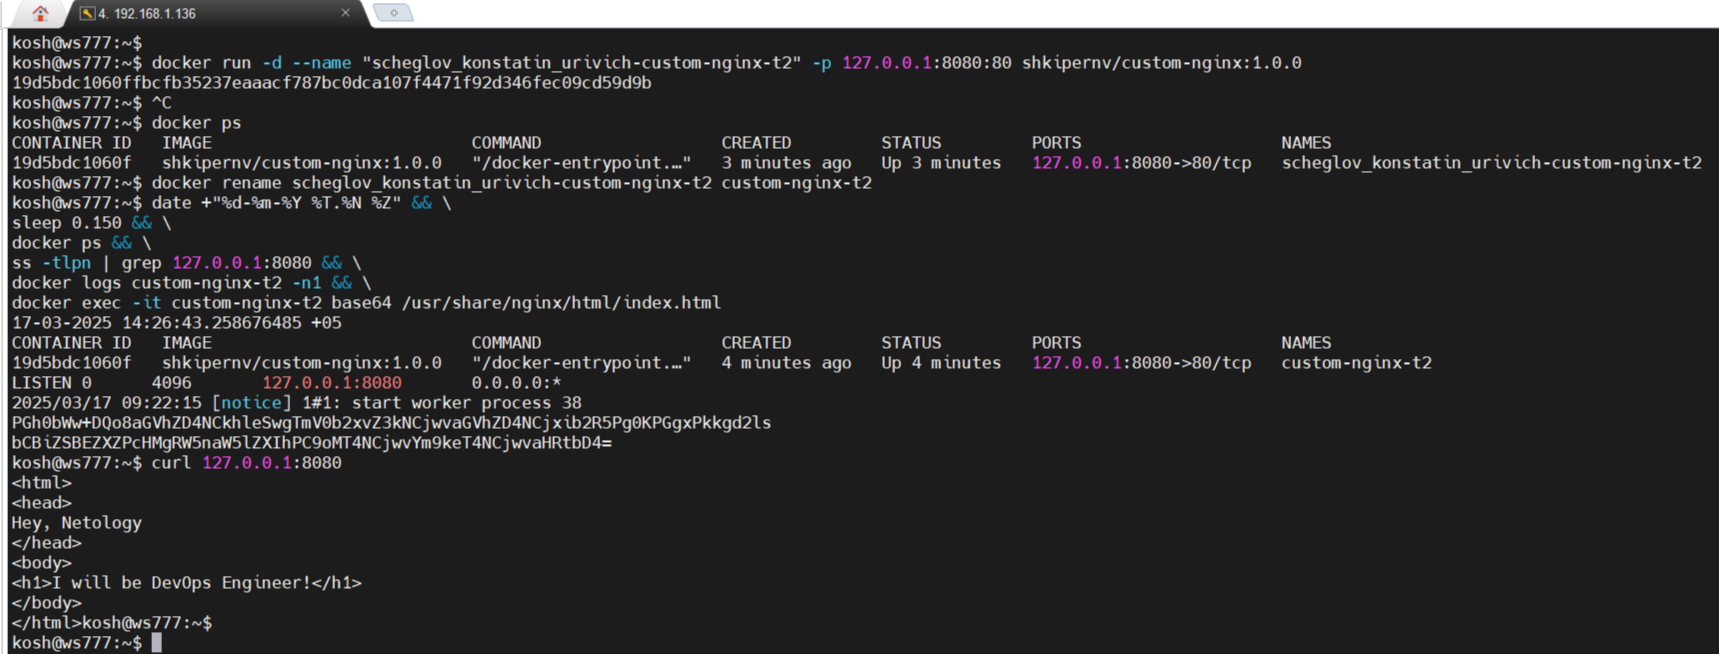 4. 192.168.1.136
kosh@ws777:~$
kosh@ws777:~$ docker run -d --name "scheglov_konstatin_urivich-custom-nginx-t2" -p 127.0.0.1:8080:80 shkipernv/custom-nginx:1.0.0
19d5bdc1060ffbcfb35237eaaacf787bc0dca107f4471f92d346fec09cd59d9b
kosh@ws777:~$ ^C
kosh@ws777:~$ docker ps
CONTAINER ID   IMAGE                          COMMAND                  CREATED         STATUS         PORTS                    NAMES
19d5bdc1060f   shkipernv/custom-nginx:1.0.0   "/docker-entrypoint.…"   3 minutes ago   Up 3 minutes   127.0.0.1:8080->80/tcp   scheglov_konstatin_urivich-custom-nginx-t2
kosh@ws777:~$ docker rename scheglov_konstatin_urivich-custom-nginx-t2 custom-nginx-t2
kosh@ws777:~$ date +"%d-%m-%Y %T.%N %Z" && \
sleep 0.150 && \
docker ps && \
ss -tlpn | grep 127.0.0.1:8080 && \
docker logs custom-nginx-t2 -n1 && \
docker exec -it custom-nginx-t2 base64 /usr/share/nginx/html/index.html
17-03-2025 14:26:43.258676485 +05
CONTAINER ID   IMAGE                          COMMAND                  CREATED         STATUS         PORTS                    NAMES
19d5bdc1060f   shkipernv/custom-nginx:1.0.0   "/docker-entrypoint.…"   4 minutes ago   Up 4 minutes   127.0.0.1:8080->80/tcp   custom-nginx-t2
LISTEN 0      4096       127.0.0.1:8080       0.0.0.0:*
2025/03/17 09:22:15 [notice] 1#1: start worker process 38
PGh0bWw+DQo8aGVhZD4NCkhleSwgTmV0b2xvZ3kNCjwvaGVhZD4NCjxib2R5Pg0KPGgxPkkgd2ls
bCBiZSBEZXZPcHMgRW5naW5lZXIhPC9oMT4NCjwvYm9keT4NCjwvaHRtbD4=
kosh@ws777:~$ curl 127.0.0.1:8080
<html>
<head>
Hey, Netology
</head>
<body>
<h1>I will be DevOps Engineer!</h1>
</body>
</html>kosh@ws777:~$
kosh@ws777:~$